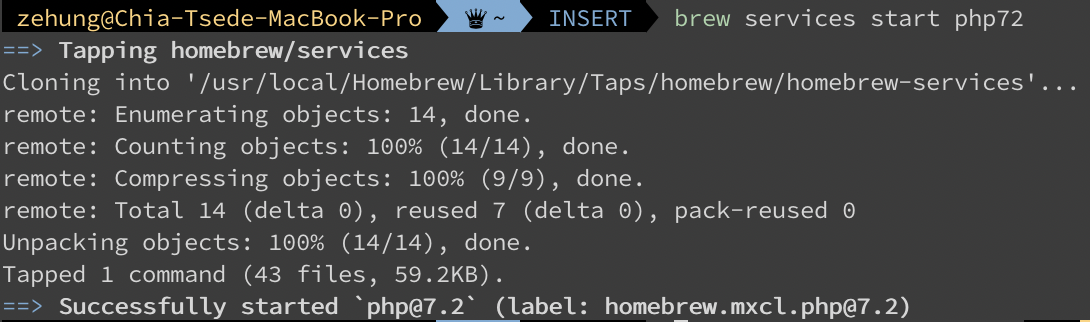 zehung@Chia-Tsede-MacBook-Pro ♛ ~ INSERT brew services start php72
==> Tapping homebrew/services
Cloning into '/usr/local/Homebrew/Library/Taps/homebrew/homebrew-services'...
remote: Enumerating objects: 14, done.
remote: Counting objects: 100% (14/14), done.
remote: Compressing objects: 100% (9/9), done.
remote: Total 14 (delta 0), reused 7 (delta 0), pack-reused 0
Unpacking objects: 100% (14/14), done.
Tapped 1 command (43 files, 59.2KB).
==> Successfully started `php@7.2` (label: homebrew.mxcl.php@7.2)